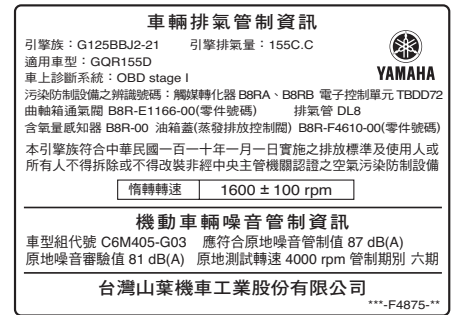 車輛排氣管制資訊
引擎族：G125BBJ2-21 引擎排氣量：155C.C
適用車型：GQR155D
車上診斷系統：OBD stage I
YAMAHA
污染防制設備之辨識號碼：觸媒轉化器 B8RA、B8RB 電子控制單元 TBDD72
曲軸箱通氣閥 B8R-E1166-00(零件號碼) 排氣管 DL8
含氧量感知器 B8R-00 油箱蓋(蒸發排放控制閥) B8R-F4610-00(零件號碼)
本引擎族符合中華民國一百一十年一月一日實施之排放標準及使用人或
所有人不得拆除或不得改裝非經中央主管機關認證之空氣污染防制設備
惰轉轉速 1600 ± 100 rpm
機動車輛噪音管制資訊
車型組代號 C6M405-G03 應符合原地噪音管制值 87 dB(A)
原地噪音審驗值 81 dB(A) 原地測試轉速 4000 rpm 管制期別 六期
台灣山葉機車工業股份有限公司
***-F4875-**